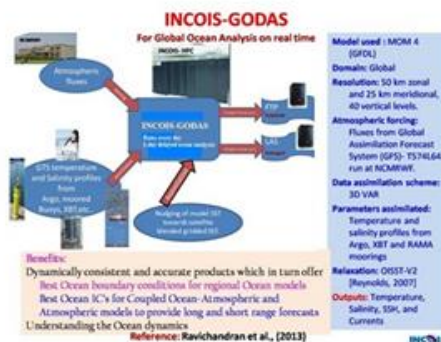 INCOIS-GODAS
For Global Ocean Analysis on real time
INCOIS- HPC
Atmospheric
fluxes
INCOIS-GODAS
FTP
LAS
GTS temperature
and Salinity profiles
from
Argo, moored
Buoys, XBT etc.
Nudging of model SST
towards satellite
blended gridded SST
Benefits:
Dynamically consistent and accurate products which in turn offer
Best Ocean boundary conditions for regional Ocean models
Best Ocean IC's for Coupled Ocean-Atmospheric and
Atmospheric models to provide long and short range forecasts
Understanding the Ocean dynamics
Reference: Ravichandran et al., (2013)
Model used : MOM 4
(GFDL)
Domain: Global
Resolution: 50 km zonal
and 25 km meridional,
40 vertical levels.
Atmospheric forcing:
Fluxes from Global
Assimilation Forecast
System (GFS)- T574L64
run at NCMRWF.
Data assimilation scheme:
3D VAR
Parameters assimilated:
Temperature and
salinity profiles from
Argo, XBT and RAMA
moorings
Relaxation: OISST-V2
[Reynolds, 2007]
Outputs: Temperature,
Salinity, SSH, and
Currents